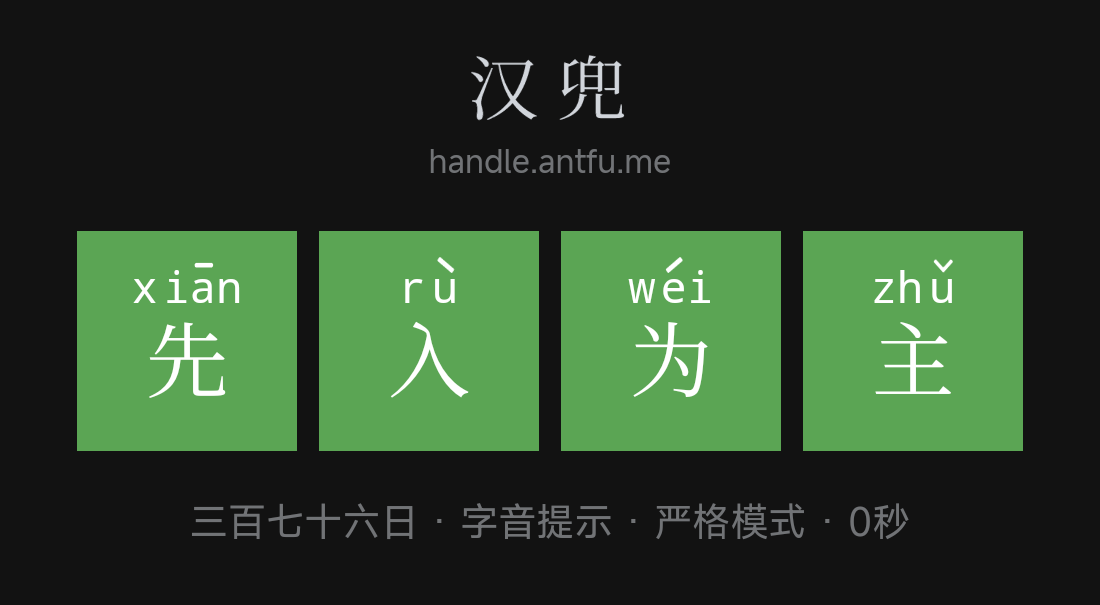 汉兜
handle.antfu.me
xiān rù wéi zhǔ
先 入 为 主
三百七十六日 · 字音提示 · 严格模式 · 0秒